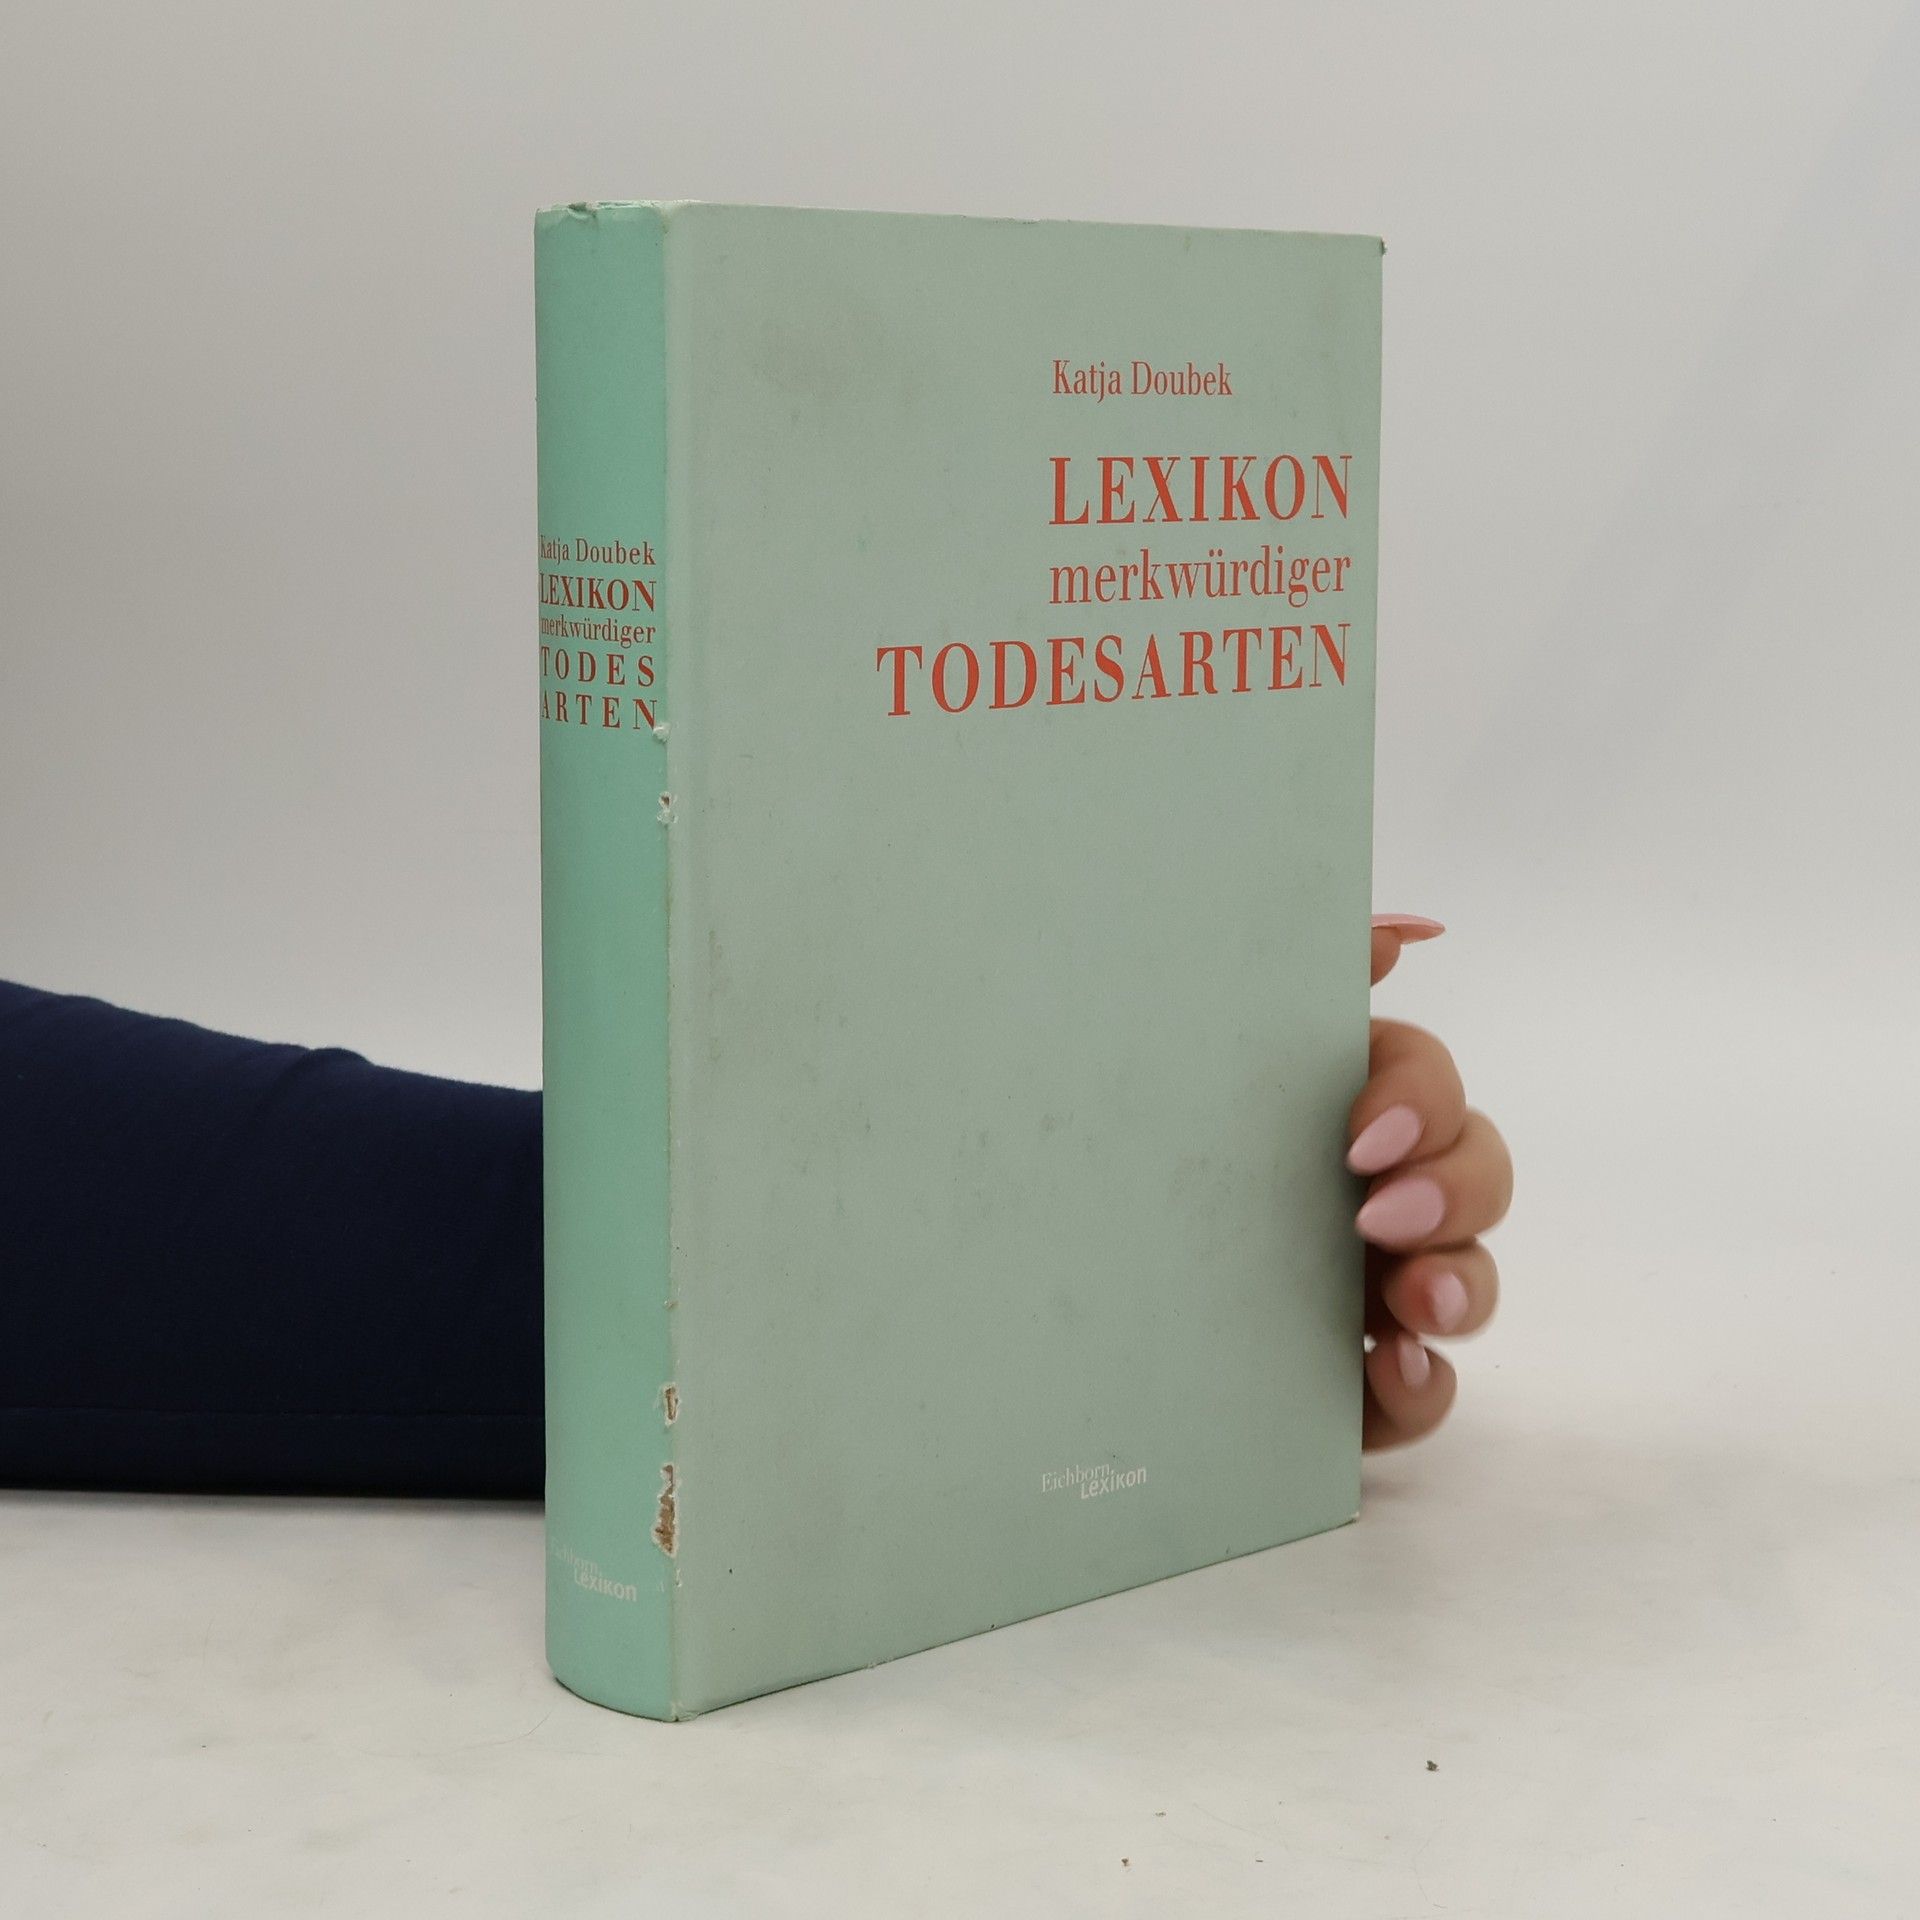 Katja Doubek
LEXIKON
merkwürdiger
TODESARTEN
Eichborn
Lexikon
Katja Doubek
LEXIKON
merkwürdiger
TODES
ARTEN
Eichborn
Lexikon